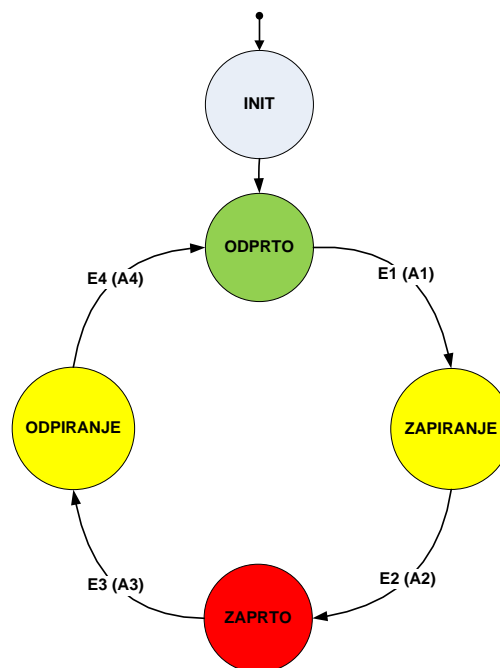 INIT
ODPRTO
E4 (A4)
E1 (A1)
ODPIRANJE
ZAPIRANJE
E3 (A3)
E2 (A2)
ZAPRTO